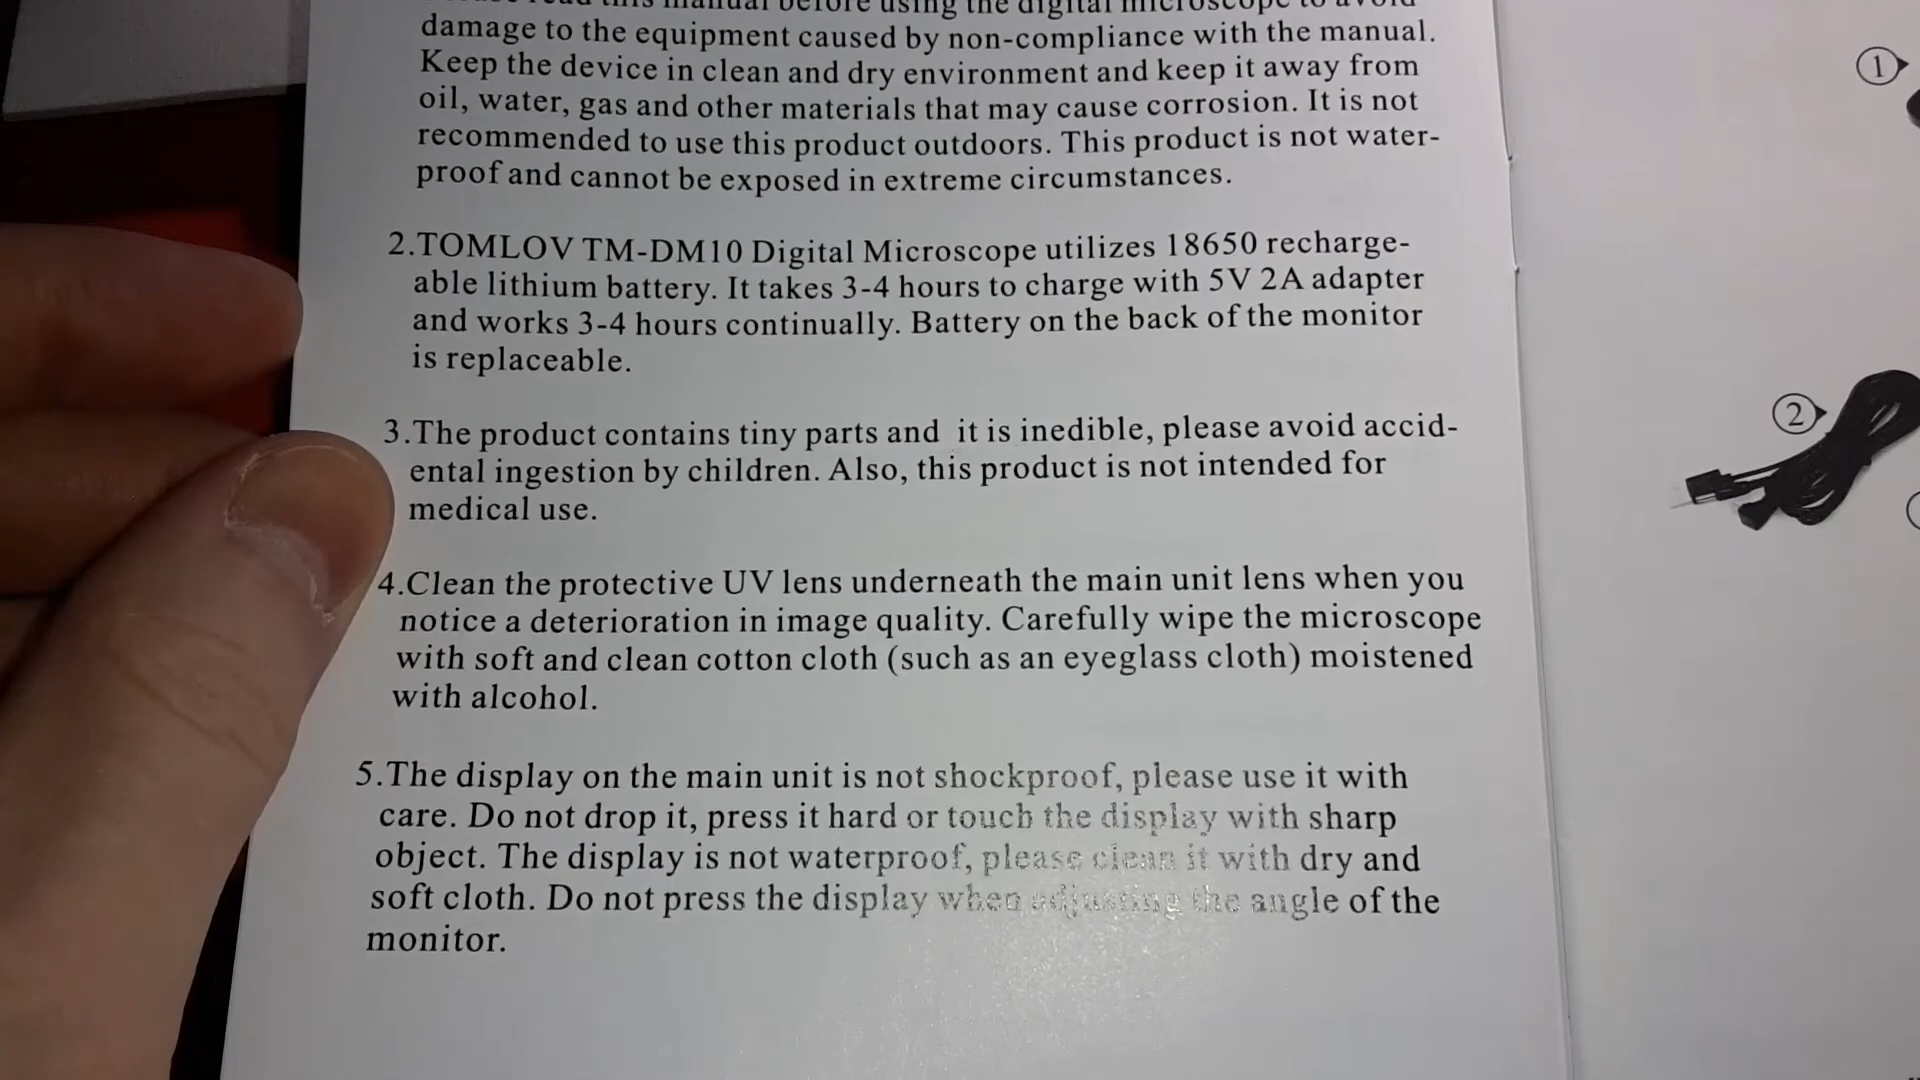 read this manual before using the digital microscope to avoid
damage to the equipment caused by non-compliance with the manual.
Keep the device in clean and dry environment and keep it away from
oil, water, gas and other materials that may cause corrosion. It is not
recommended to use this product outdoors. This product is not water-
proof and cannot be exposed in extreme circumstances.
2.TOMLOV TM-DM10 Digital Microscope utilizes 18650 recharge-
able lithium battery. It takes 3-4 hours to charge with 5V 2A adapter
and works 3-4 hours continually. Battery on the back of the monitor
is replaceable.
3.The product contains tiny parts and it is inedible, please avoid accid-
ental ingestion by children. Also, this product is not intended for
medical use.
4.Clean the protective UV lens underneath the main unit lens when you
notice a deterioration in image quality. Carefully wipe the microscope
with soft and clean cotton cloth (such as an eyeglass cloth) moistened
with alcohol.
5.The display on the main unit is not shockproof, please use it with
care. Do not drop it, press it hard or touch the display with sharp
object. The display is not waterproof, please clean it with dry and
soft cloth. Do not press the display when adjusting the angle of the
monitor.
1
2